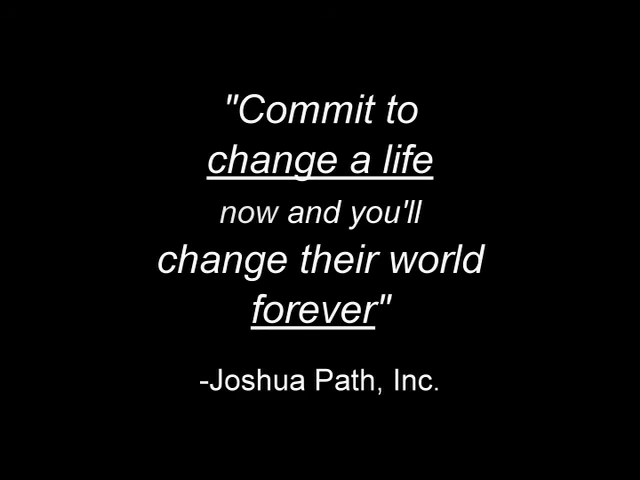 "Commit to
change a life
now and you'll
change their world
forever"
-Joshua Path, Inc.